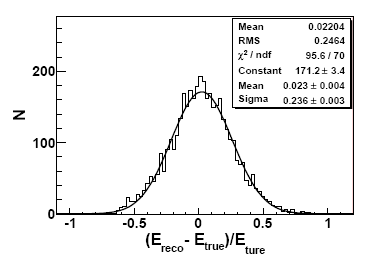 Mean 0.02204
RMS 0.2464
χ² / ndf 95.6 / 70
Constant 171.2 ± 3.4
Mean 0.023 ± 0.004
Sigma 0.236 ± 0.003
200
100
0
N
-1 -0.5 0 0.5 1
(E_reco - E_true)/E_ture